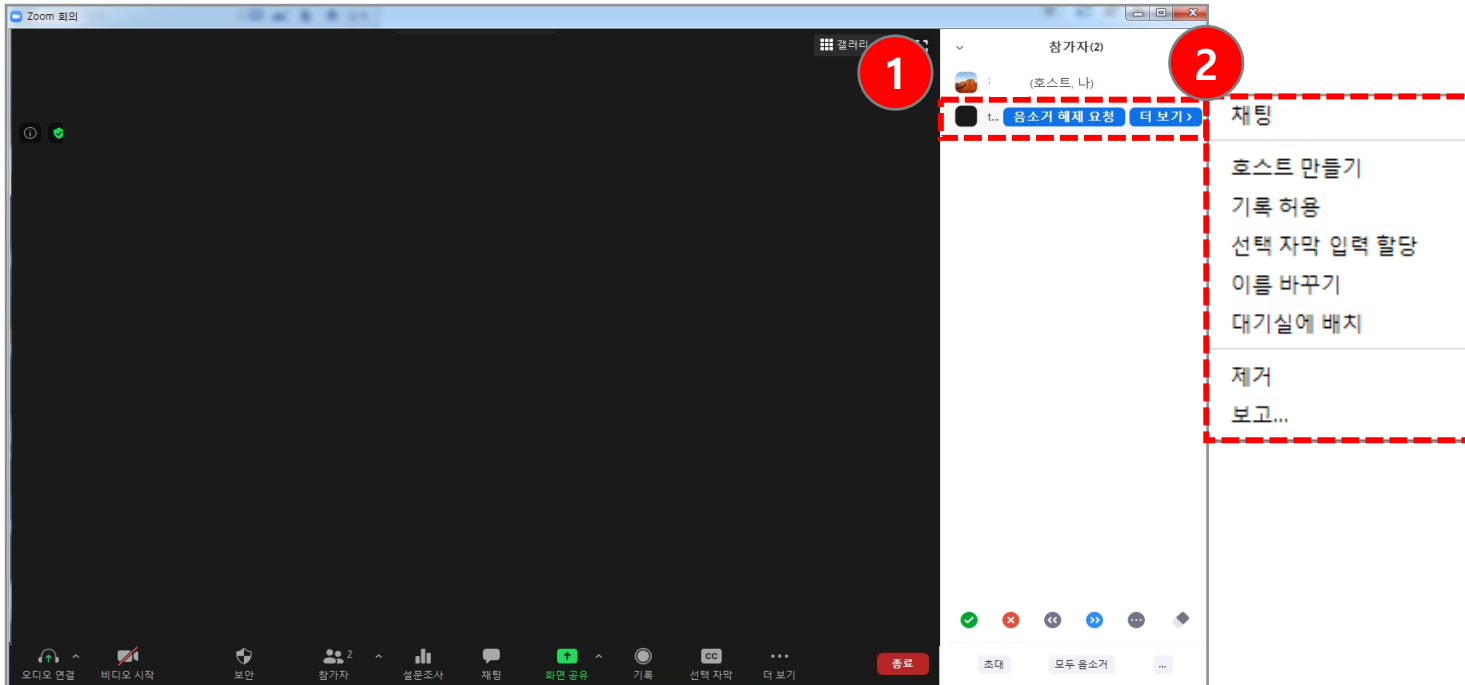 Zoom 회의
갤러리
1
참가자(2)
2
(호스트, 나)
t... 음소거 해제 요청 더 보기 >
채팅
호스트 만들기
기록 허용
선택 자막 입력 할당
이름 바꾸기
대기실에 배치
제거
보고...
2
CC
오디오 연결 비디오 시작 보안 참가자 설문조사 채팅 화면 공유 기록 선택 자막 더 보기
종료
초대 모두 음소거 ...